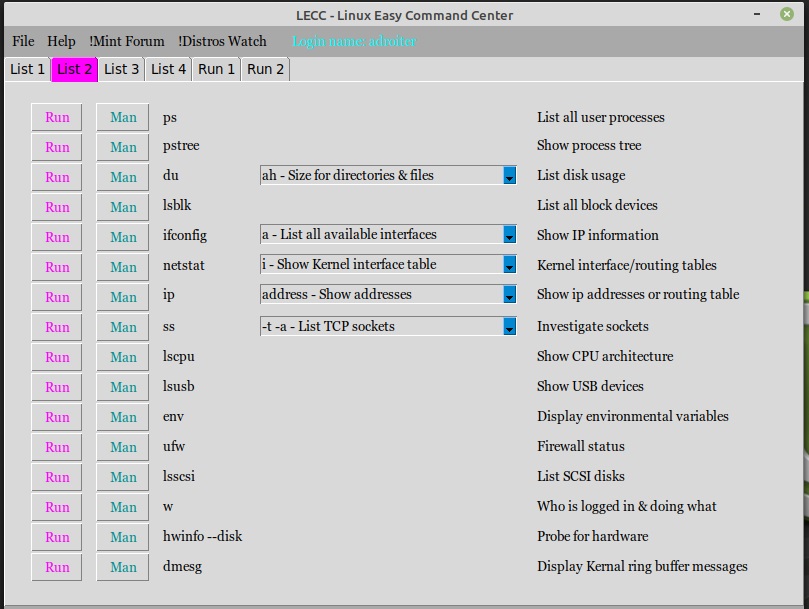 LECC - Linux Easy Command Center
File Help !Mint Forum !Distros Watch Login name: adroiter
List 1 List 2 List 3 List 4 Run 1 Run 2
Run Man ps List all user processes
Run Man pstree Show process tree
Run Man du ah - Size for directories & files List disk usage
Run Man lsblk List all block devices
Run Man ifconfig a - List all available interfaces Show IP information
Run Man netstat i - Show Kernel interface table Kernel interface/routing tables
Run Man ip address - Show addresses Show ip addresses or routing table
Run Man ss -t -a - List TCP sockets Investigate sockets
Run Man lscpu Show CPU architecture
Run Man lsusb Show USB devices
Run Man env Display environmental variables
Run Man ufw Firewall status
Run Man lsscsi List SCSI disks
Run Man w Who is logged in & doing what
Run Man hwinfo --disk Probe for hardware
Run Man dmesg Display Kernal ring buffer messages